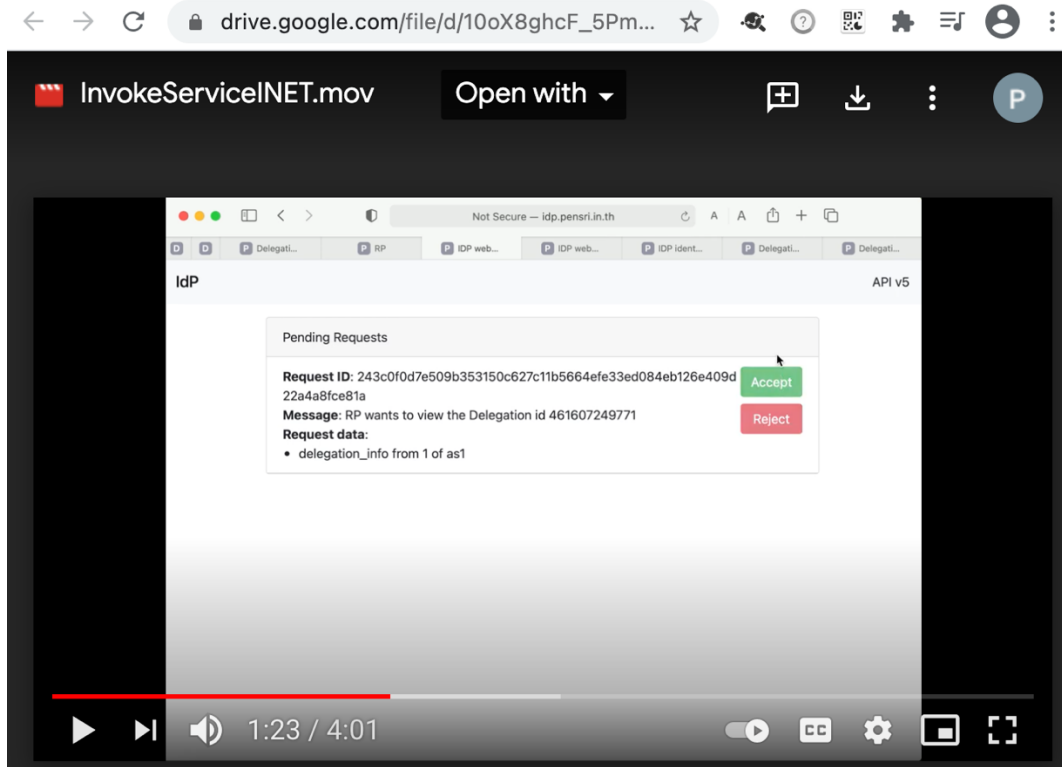 drive.google.com/file/d/10oX8ghcF_5Pm...
InvokeServiceINET.mov Open with P
Not Secure — idp.pensri.in.th A A
D D P Delegati... P RP P IDP web... P IDP web... P IDP ident... P Delegati... P Delegati...
IdP API v5
Pending Requests
Request ID: 243c0f0d7e509b353150c627c11b5664efe33ed084eb126e409d
22a4a8fce81a
Accept
Message: RP wants to view the Delegation id 461607249771
Reject
Request data:
• delegation_info from 1 of as1
1:23 / 4:01 CC